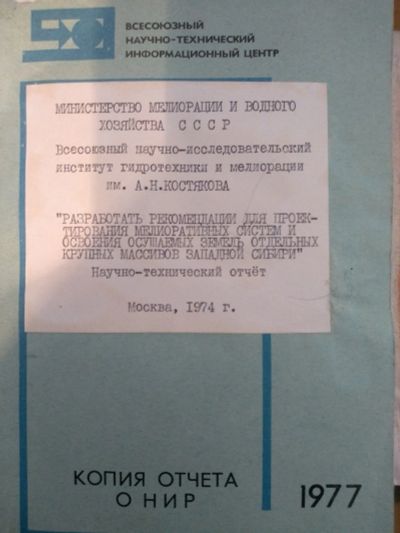 ВСЕСОЮЗНЫЙ
НАУЧНО-ТЕХНИЧЕСКИЙ
ИНФОРМАЦИОННЫЙ ЦЕНТР
МИНИСТЕРСТВО МЕЛИОРАЦИИ И ВОДНОГО
ХОЗЯЙСТВА С С С Р
Всесоюзный научно-исследовательский
институт гидротехники и мелиорации
им. А.Н.КОСТЯКОВА
"РАЗРАБОТАТЬ РЕКОМЕНДАЦИИ ДЛЯ ПРОЕК-
ТИРОВАНИЯ МЕЛИОРАТИВНЫХ СИСТЕМ И
ОСВОЕНИЯ ОСУШАЕМЫХ ЗЕМЕЛЬ ОТДЕЛЬНЫХ
КРУПНЫХ МАССИВОВ ЗАПАДНОЙ СИБИРИ"
Научно-технический отчёт
Москва, 1974 г.
КОПИЯ ОТЧЕТА
О НИР
1977